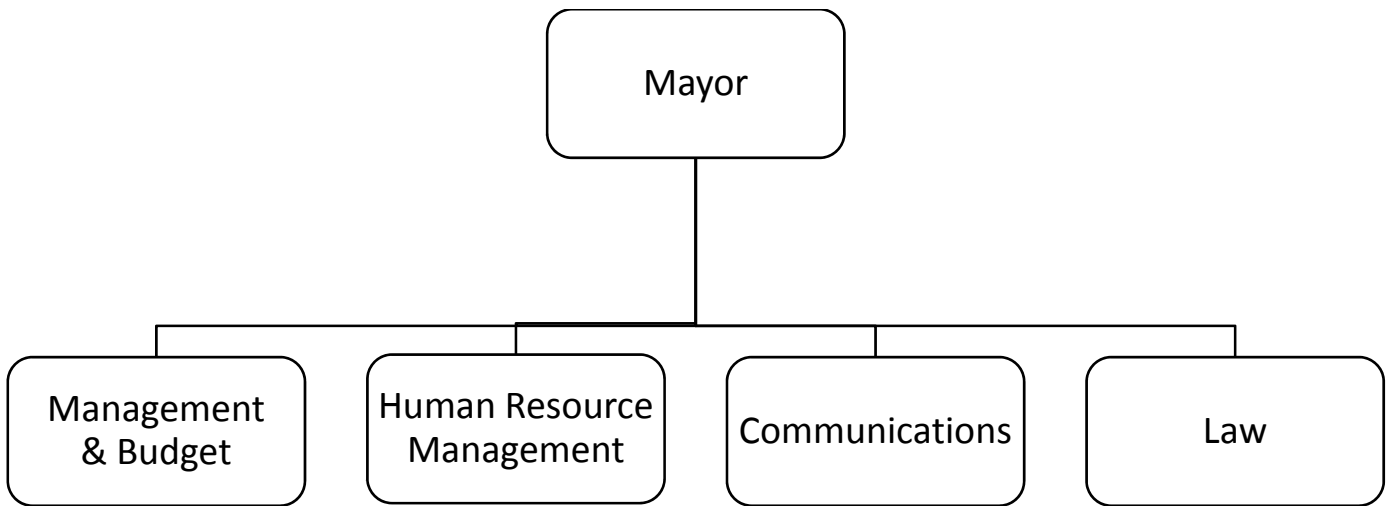 Mayor
Management
& Budget
Human Resource
Management
Communications
Law